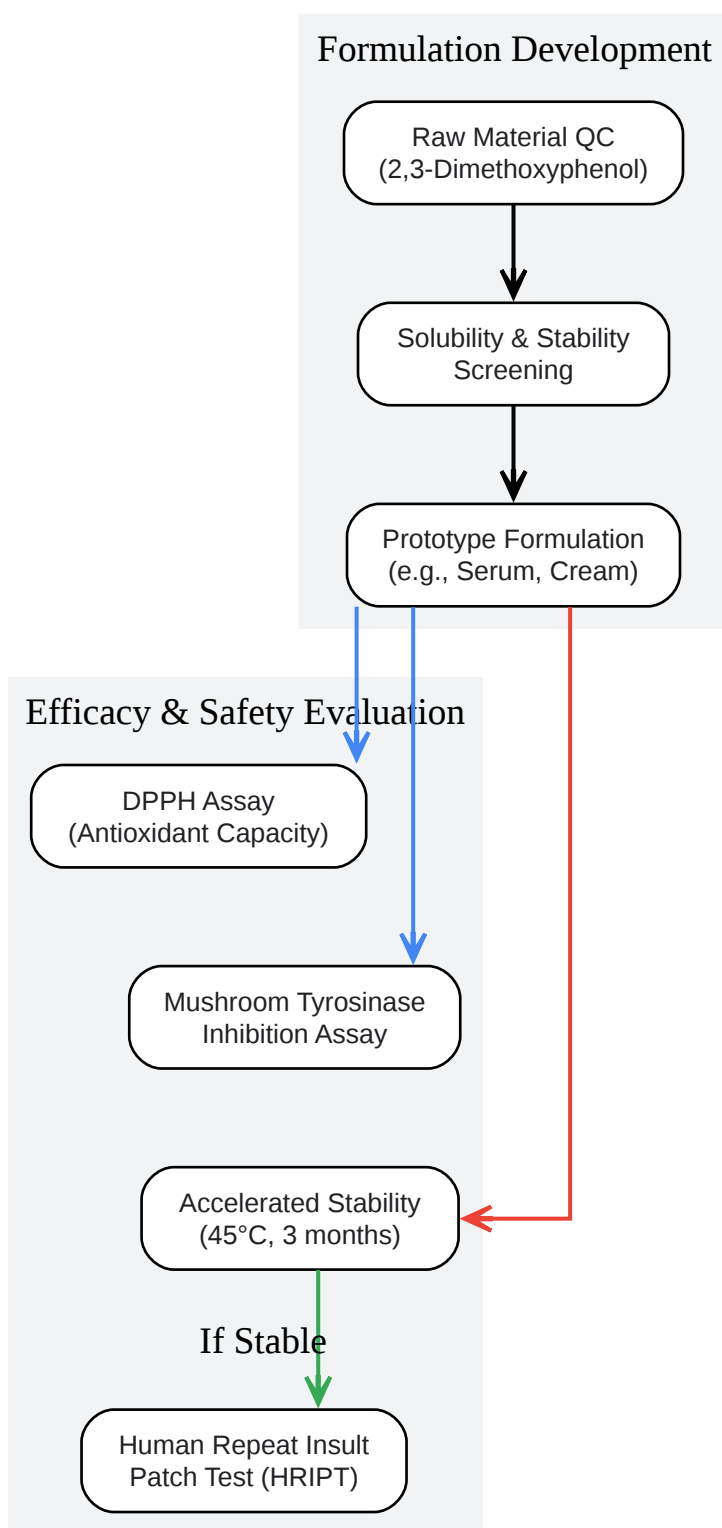 Formulation Development
Raw Material QC
(2,3-Dimethoxyphenol)
Solubility & Stability
Screening
Prototype Formulation
(e.g., Serum, Cream)
Efficacy & Safety Evaluation
DPPH Assay
(Antioxidant Capacity)
Mushroom Tyrosinase
Inhibition Assay
Accelerated Stability
(45°C, 3 months)
If Stable
Human Repeat Insult
Patch Test (HRIPT)